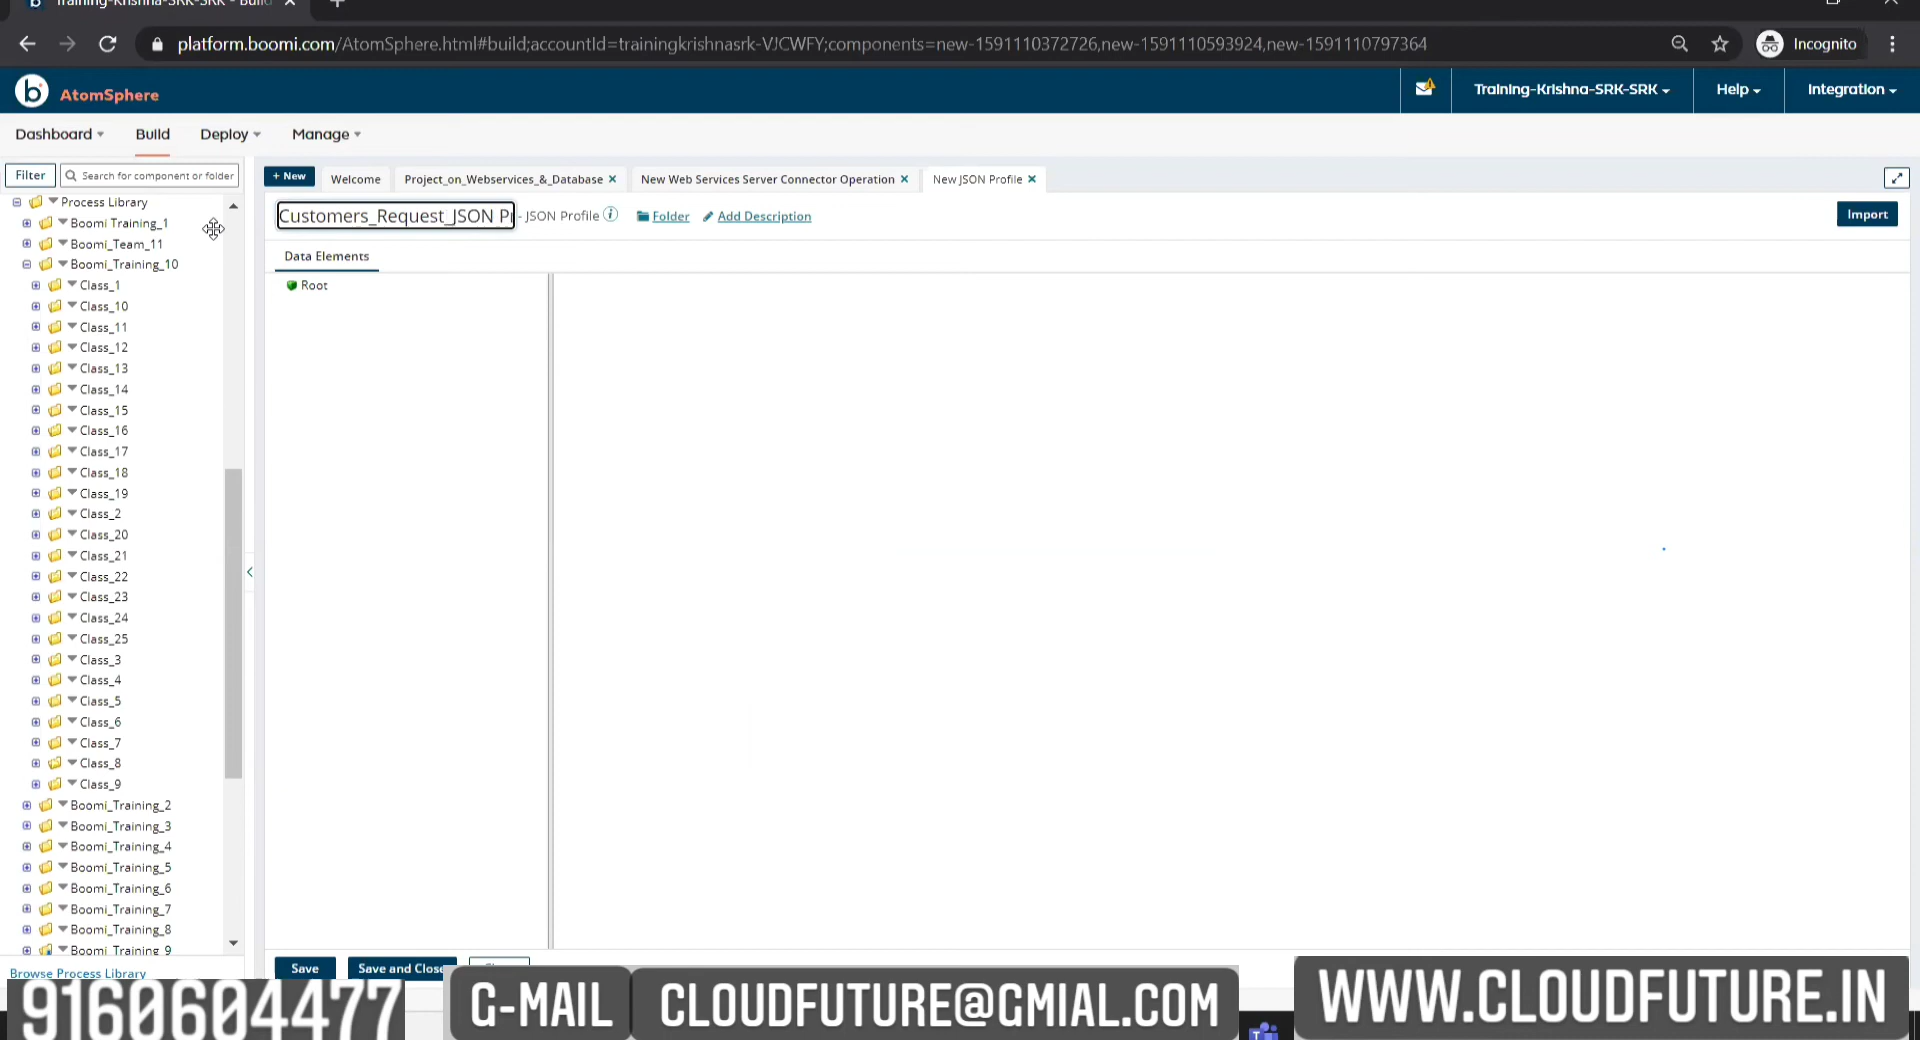 Training-Krishna-SRK-SRK - Build
platform.boomi.com/AtomSphere.html#build;accountId=trainingkrishnasrk-VJCWFY;components=new-1591110372726,new-1591110593924,new-1591110797364
Incognito
b AtomSphere
Training-Krishna-SRK-SRK
Help
Integration
Dashboard
Build
Deploy
Manage
Filter
Search for component or folder
+ New
Welcome
Project_on_Webservices_&_Database
New Web Services Server Connector Operation
New JSON Profile
Process Library
Boomi Training_1
Boomi_Team_11
Boomi_Training_10
Class_1
Class_10
Class_11
Class_12
Class_13
Class_14
Class_15
Class_16
Class_17
Class_18
Class_19
Class_2
Class_20
Class_21
Class_22
Class_23
Class_24
Class_25
Class_3
Class_4
Class_5
Class_6
Class_7
Class_8
Class_9
Boomi_Training_2
Boomi_Training_3
Boomi_Training_4
Boomi_Training_5
Boomi_Training_6
Boomi_Training_7
Boomi_Training_8
Boomi_Training_9
Browse Process Library
Customers_Request_JSON Pr
- JSON Profile
Folder
Add Description
Import
Data Elements
Root
Save
Save and Close
9160604477
G-MAIL
CLOUDFUTURE@GMIAL.COM
WWW.CLOUDFUTURE.IN